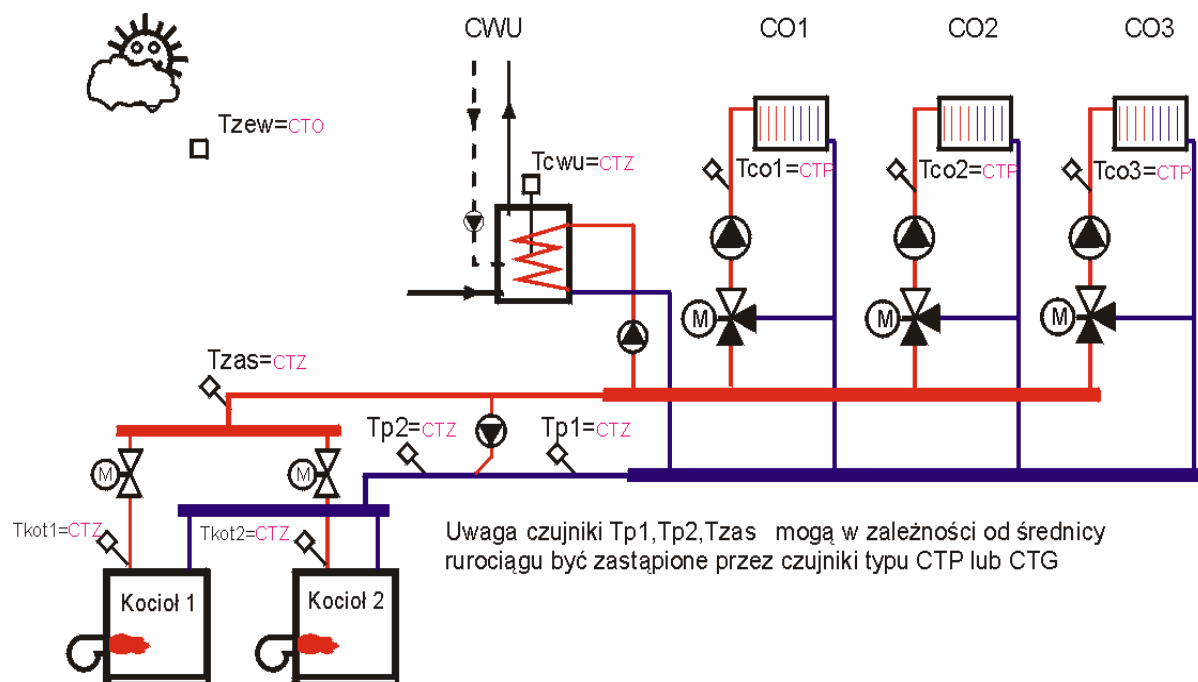 CWU
CO1
CO2
CO3
Tzew=CTO
Tcwu=CTZ
Tco1=CTP
Tco2=CTP
Tco3=CTP
M
M
M
Tzas=CTZ
Tp2=CTZ
Tp1=CTZ
M
M
Tkot1=CTZ
Tkot2=CTZ
Uwaga czujniki Tp1,Tp2,Tzas mogą w zależności od średnicy
rurociągu być zastąpione przez czujniki typu CTP lub CTG
Kocioł 1
Kocioł 2